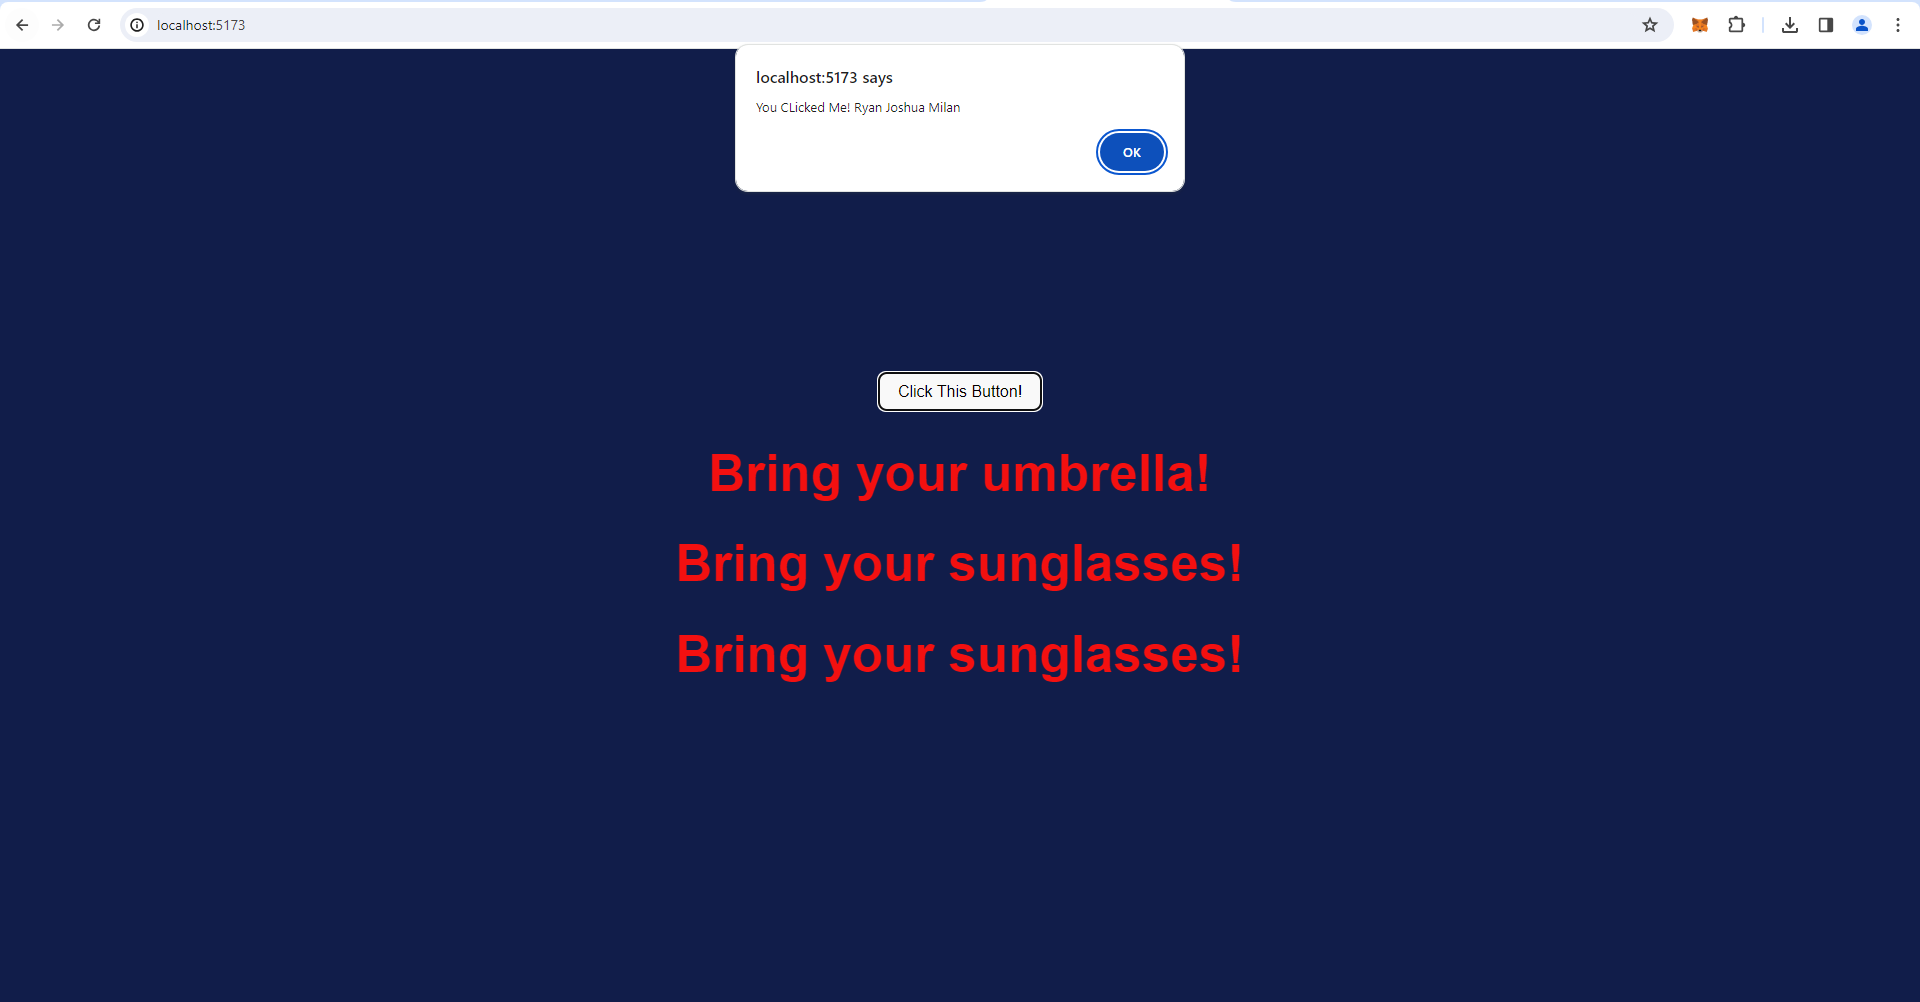 localhost:5173
localhost:5173 says
You CLicked Me! Ryan Joshua Milan
OK
Click This Button!
Bring your umbrella!
Bring your sunglasses!
Bring your sunglasses!